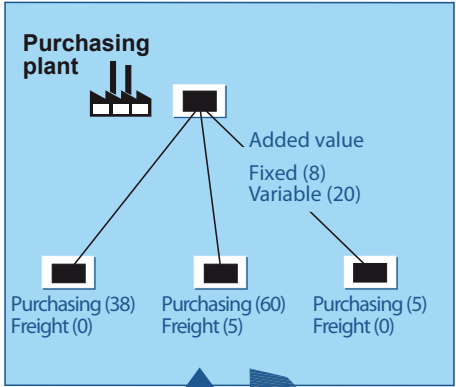 Purchasing
plant
Added value
Fixed (8)
Variable (20)
Purchasing (38)
Freight (0)
Purchasing (60)
Freight (5)
Purchasing (5)
Freight (0)